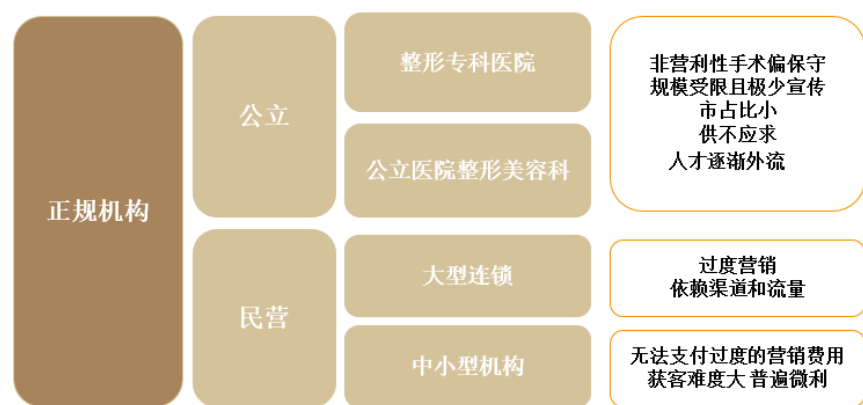 正规机构
公立
整形专科医院
公立医院整形美容科
非营利性手术偏保守
规模受限且极少宣传
市占比小
供不应求
人才逐渐外流
民营
大型连锁
过度营销
依赖渠道和流量
中小型机构
无法支付过度的营销费用
获客难度大 普遍微利